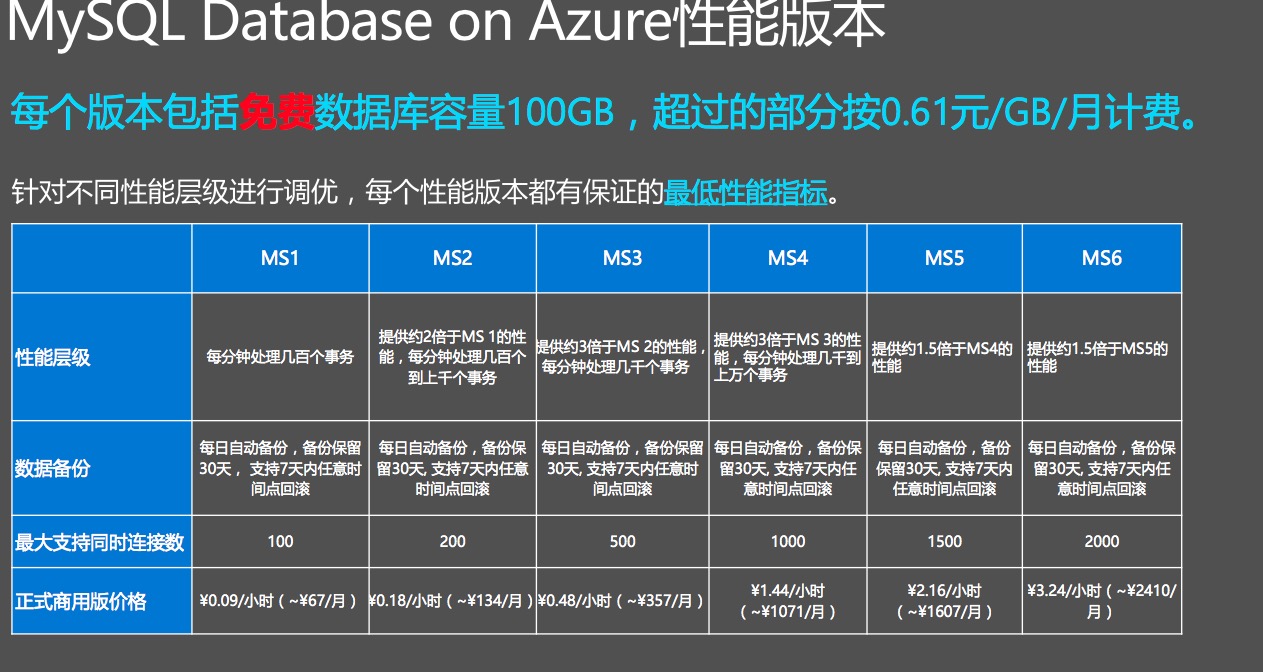 MySQL Database on Azure性能版本
每个版本包括免费数据库容量100GB，超过的部分按0.61元/GB/月计费。
针对不同性能层级进行调优，每个性能版本都有保证的最低性能指标。
MS1
MS2
MS3
MS4
MS5
MS6
性能层级
每分钟处理几百个事务
提供约2倍于MS 1的性
能，每分钟处理几百个
到上千个事务
提供约3倍于MS 2的性能，
每分钟处理几千个事务
提供约3倍于MS 3的性
能，每分钟处理几千到
上万个事务
提供约1.5倍于MS4的
性能
提供约1.5倍于MS5的
性能
数据备份
每日自动备份，备份保留
30天， 支持7天内任意时
间点回滚
每日自动备份，备份保
留30天, 支持7天内任意
时间点回滚
每日自动备份，备份保留
30天, 支持7天内任意时
间点回滚
每日自动备份，备份保
留30天, 支持7天内任
意时间点回滚
每日自动备份，备份
保留30天, 支持7天内
任意时间点回滚
每日自动备份，备份保
留30天, 支持7天内任
意时间点回滚
最大支持同时连接数
100
200
500
1000
1500
2000
正式商用版价格
¥0.09/小时（~¥67/月）
¥0.18/小时（~¥134/月）
¥0.48/小时（~¥357/月）
¥1.44/小时
（~¥1071/月）
¥2.16/小时
（~¥1607/月）
¥3.24/小时（~¥2410/
月）